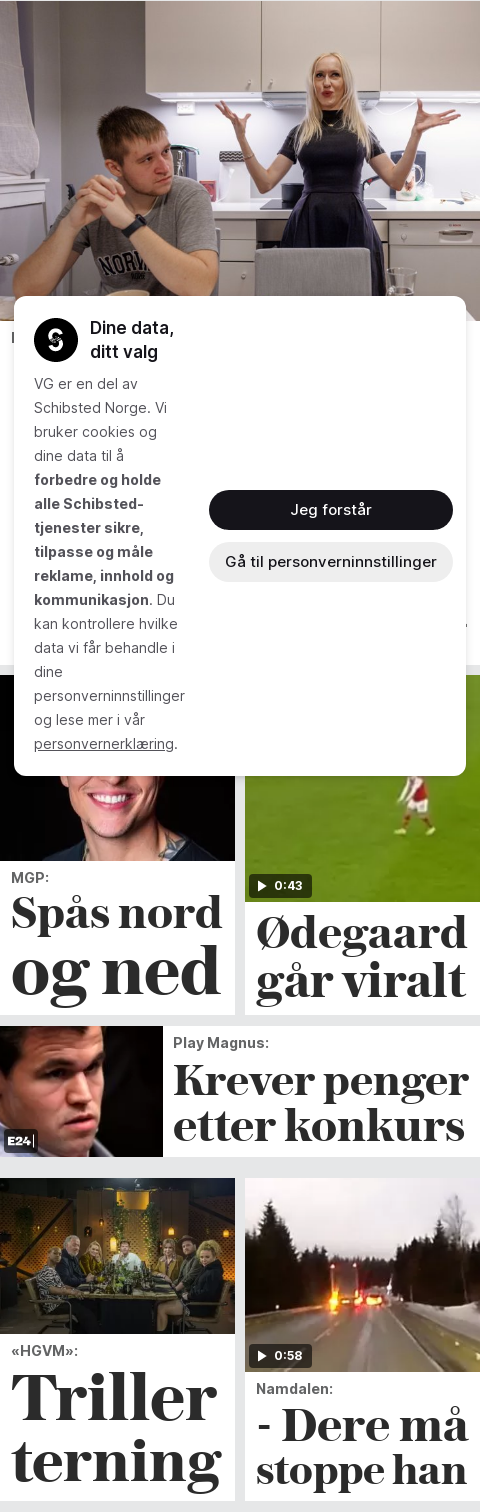 NORW
Dine data,
ditt valg
VG er en del av
Schibsted Norge. Vi
bruker cookies og
dine data til å
forbedre og holde
alle Schibsted-
tjenester sikre,
tilpasse og måle
reklame, innhold og
kommunikasjon. Du
kan kontrollere hvilke
data vi får behandle i
dine
personverninnstillinger
og lese mer i vår
personvernerklæring.
Jeg forstår
Gå til personverninnstillinger
MGP:
Spås nord
og ned
0:43
Ødegaard
går viralt
E24
Play Magnus:
Krever penger
etter konkurs
«HGVM»:
Triller
terning
0:58
Namdalen:
- Dere må
stoppe han